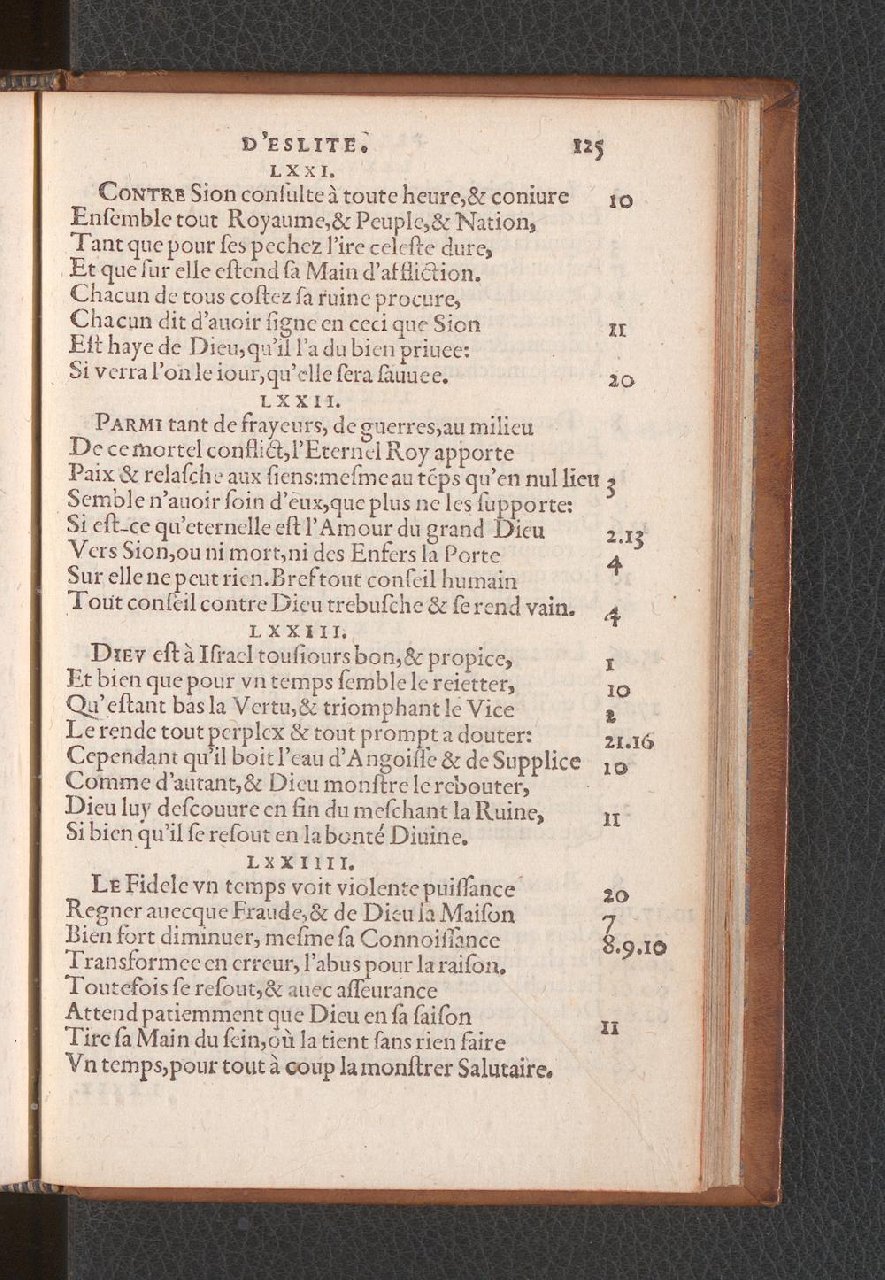 D'ESLITE. 125
LXXI.
CONTRE Sion conſulte à toute heure,& coniure 10
Enſemble tout Royaume,& Peuple,& Nation,
Tant que pour ſes pechez l'ire celeſte dure,
Et que ſur elle eſtend ſa Main d'affliction.
Chacun de tous coſtez ſa ruine procure,
Chacun dit d'auoir ſigne en ceci que Sion 11
Eſt haye de Dieu,qu'il l'a du bien priuee:
Si verra l'on le iour,qu'elle ſera ſauuee. 20
LXXII.
PARMI tant de frayeurs, de guerres,au milieu
De ce mortel conflict,l'Eternel Roy apporte
Paix & relaſche aux ſiens:meſme au tēps qu'en nul lieu 3
Semble n'auoir ſoin d'eux,que plus ne les ſupporte:
Si eſt-ce qu'eternelle eſt l'Amour du grand Dieu 2.13
Vers Sion,ou ni mort,ni des Enfers la Porte 4
Sur elle ne peut rien.Bref tout conſeil humain
Tout conſeil contre Dieu trebuſche & ſe rend vain. 4
LXXIII.
DIEV eſt à Iſrael touſiours bon,& propice, 1
Et bien que pour vn temps ſemble le reietter, 10
Qu'eſtant bas la Vertu,& triomphant le Vice 2
Le rende tout perplex & tout prompt a douter: 21.16
Cependant qu'il boit l'eau d'Angoiſſe & de Supplice 10
Comme d'autant,& Dieu monſtre le rebouter,
Dieu luy deſcouure en fin du meſchant la Ruine, 11
Si bien qu'il ſe reſout en la bonté Diuine.
LXXIIII.
LE Fidele vn temps voit violente puiſſance 20
Regner auecque Fraude,& de Dieu la Maiſon 7
Bien fort diminuer, meſme ſa Connoiſſance 8.9.10
Transformee en erreur, l'abus pour la raiſon.
Toutefois ſe reſout,& auec aſſeurance
Attend patiemment que Dieu en ſa ſaiſon 11
Tire ſa Main du ſein,où la tient ſans rien faire
Vn temps,pour tout à coup la monſtrer Salutaire.